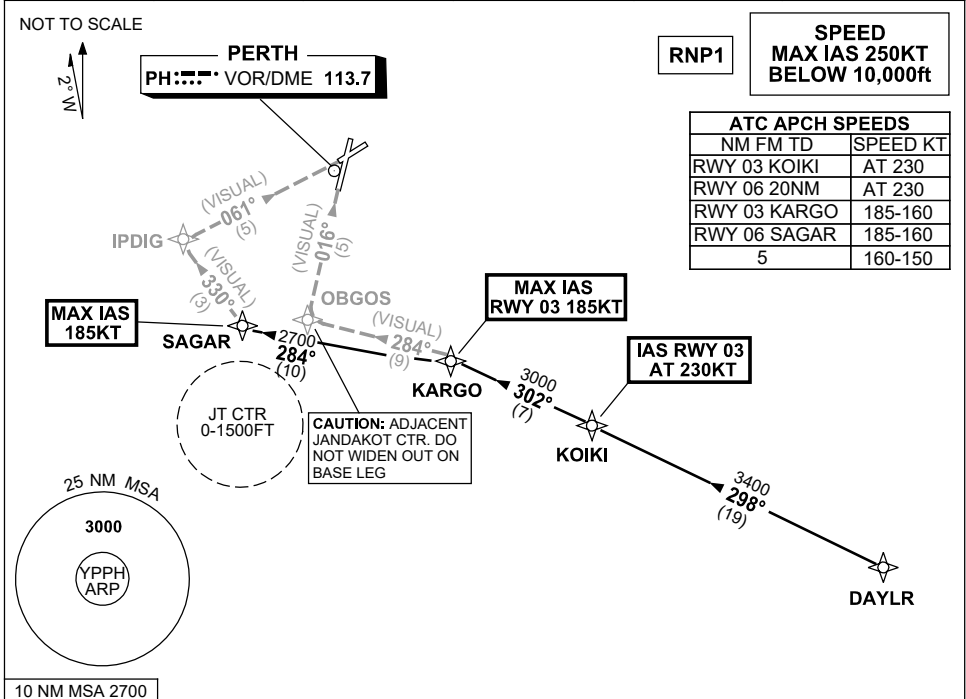 NOT TO SCALE
2° W
PERTH
PH VOR/DME 113.7
RNP1
SPEED
MAX IAS 250KT
BELOW 10,000ft
ATC APCH SPEEDS
NM FM TD SPEED KT
RWY 03 KOIKI AT 230
RWY 06 20NM AT 230
RWY 03 KARGO 185-160
RWY 06 SAGAR 185-160
5 160-150
(VISUAL)
061°
(5)
(VISUAL)
016°
(5)
IPDIG
(VISUAL)
330°
(3)
OBGOS
(VISUAL)
284°
(9)
MAX IAS
RWY 03 185KT
MAX IAS
185KT
SAGAR
2700
284°
(10)
KARGO
IAS RWY 03
AT 230KT
3000
302°
(7)
KOIKI
JT CTR
0-1500FT
CAUTION: ADJACENT
JANDAKOT CTR. DO
NOT WIDEN OUT ON
BASE LEG
3400
298°
(19)
DAYLR
25 NM MSA
3000
YPPH
ARP
10 NM MSA 2700